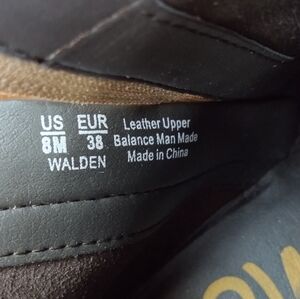 US EUR Leather Upper
8M 38 Balance Man Made
WALDEN Made in China